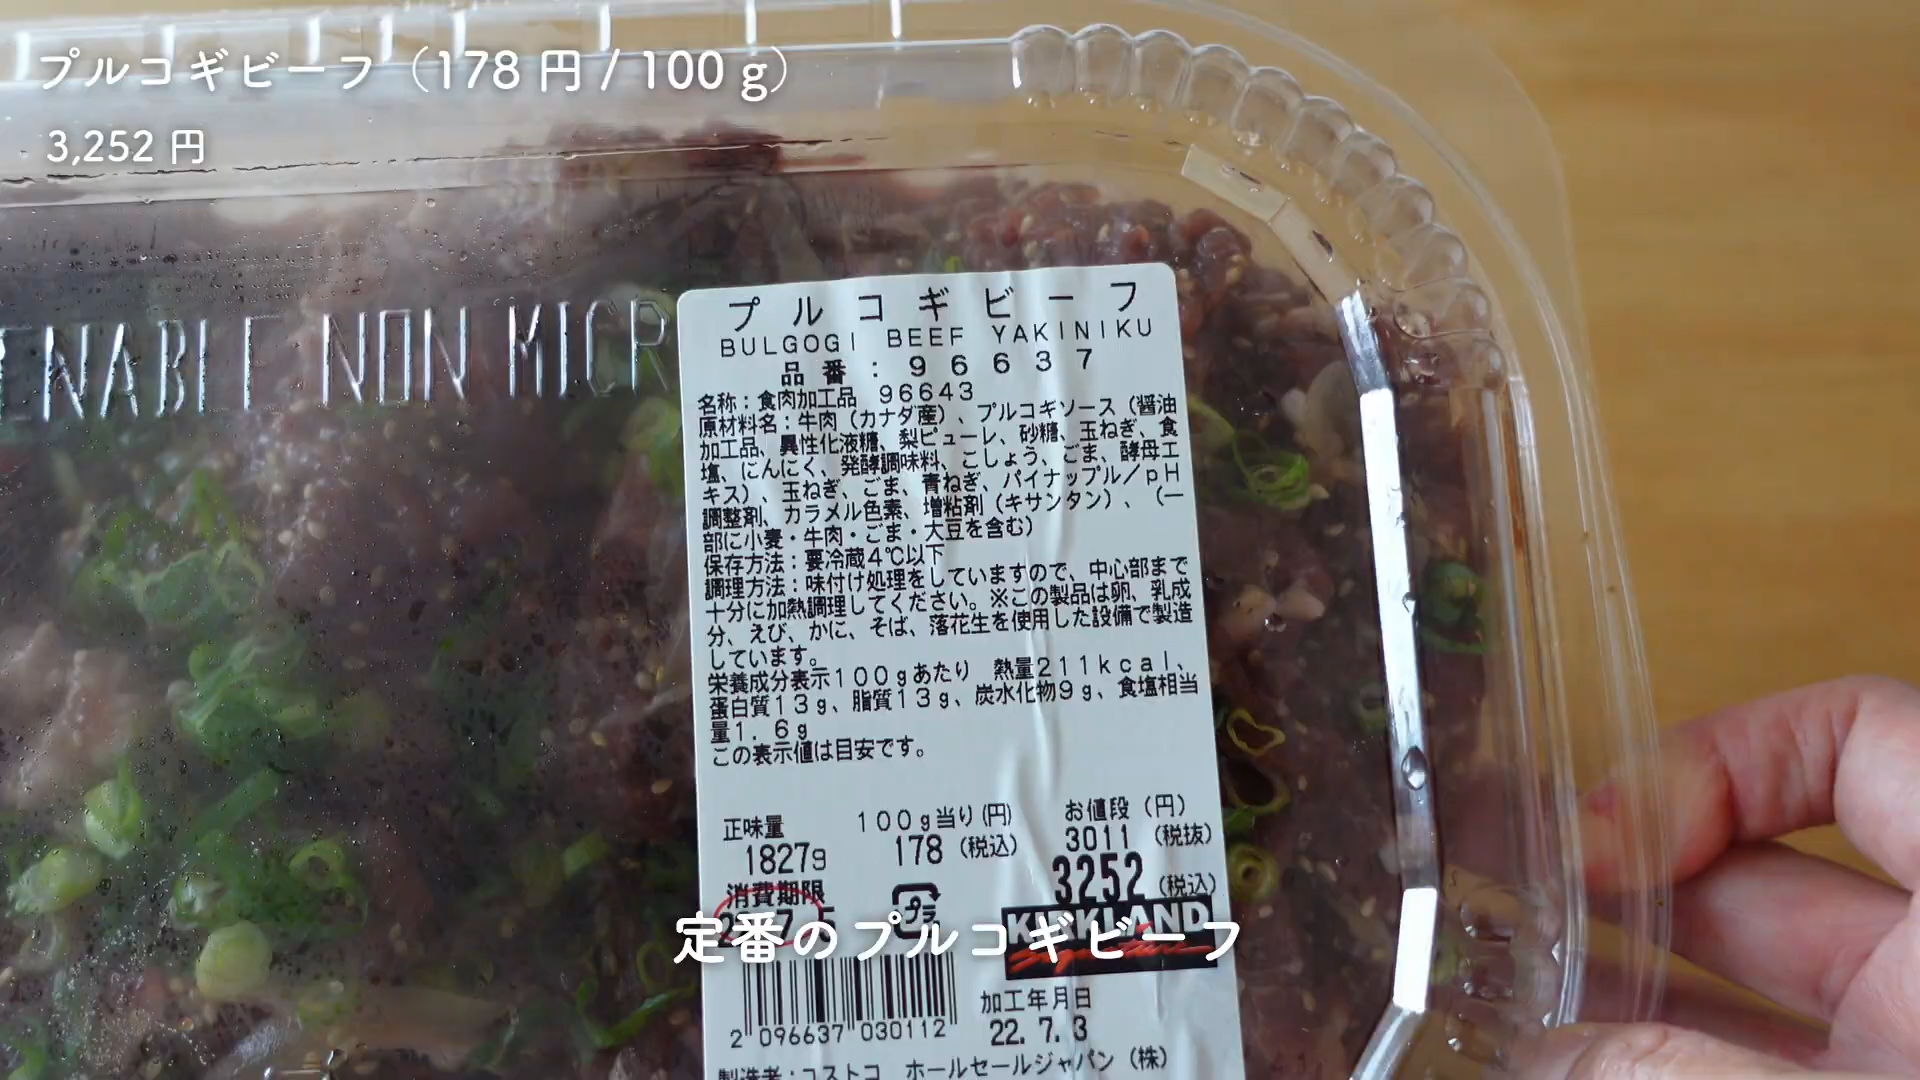 プルコギビーフ（178 円 / 100 g）
3,252 円
ENABLE NON MICR
プルコギビーフ
BULGOGI BEEF YAKINIKU
品番：96637
名称：食肉加工品 96643
原材料名：牛肉（カナダ産）、プルコギソース（醤油
加工品、異性化液糖、梨ピューレ、砂糖、玉ねぎ、食
塩、にんにく、発酵調味料、こしょう、ごま、酵母エ
キス）、玉ねぎ、ごま、青ねぎ、パイナップル／pH
調整剤、カラメル色素、増粘剤（キサンタン）、（一
部に小麦・牛肉・ごま・大豆を含む）
保存方法：要冷蔵4℃以下
調理方法：味付け処理をしていますので、中心部まで
十分に加熱調理してください。※この製品は卵、乳成
分、えび、かに、そば、落花生を使用した設備で製造
しています。
栄養成分表示100gあたり 熱量211kcal、
蛋白質13g、脂質13g、炭水化物9g、食塩相当
量1.6g
この表示値は目安です。
正味量 100g当り(円) お値段（円）
1827g 178（税込） 3011（税抜）
3252（税込）
消費期限
プラ
KIRKLAND
定番のプルコギビーフ
2 096637 030112
加工年月日
22. 7. 3
製造者：コストコ ホールセールジャパン（株）